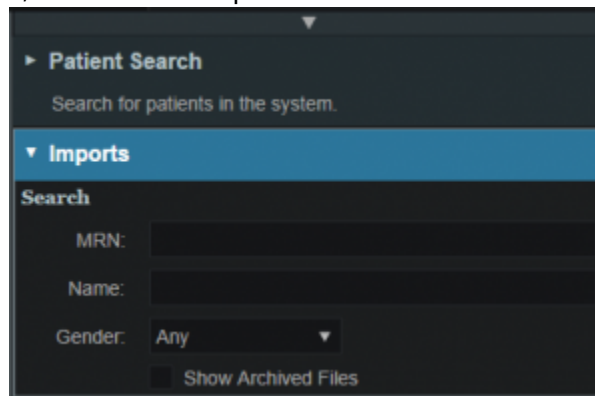 Patient Search
Search for patients in the system.
Imports
Search
MRN:
Name:
Gender: Any
Show Archived Files